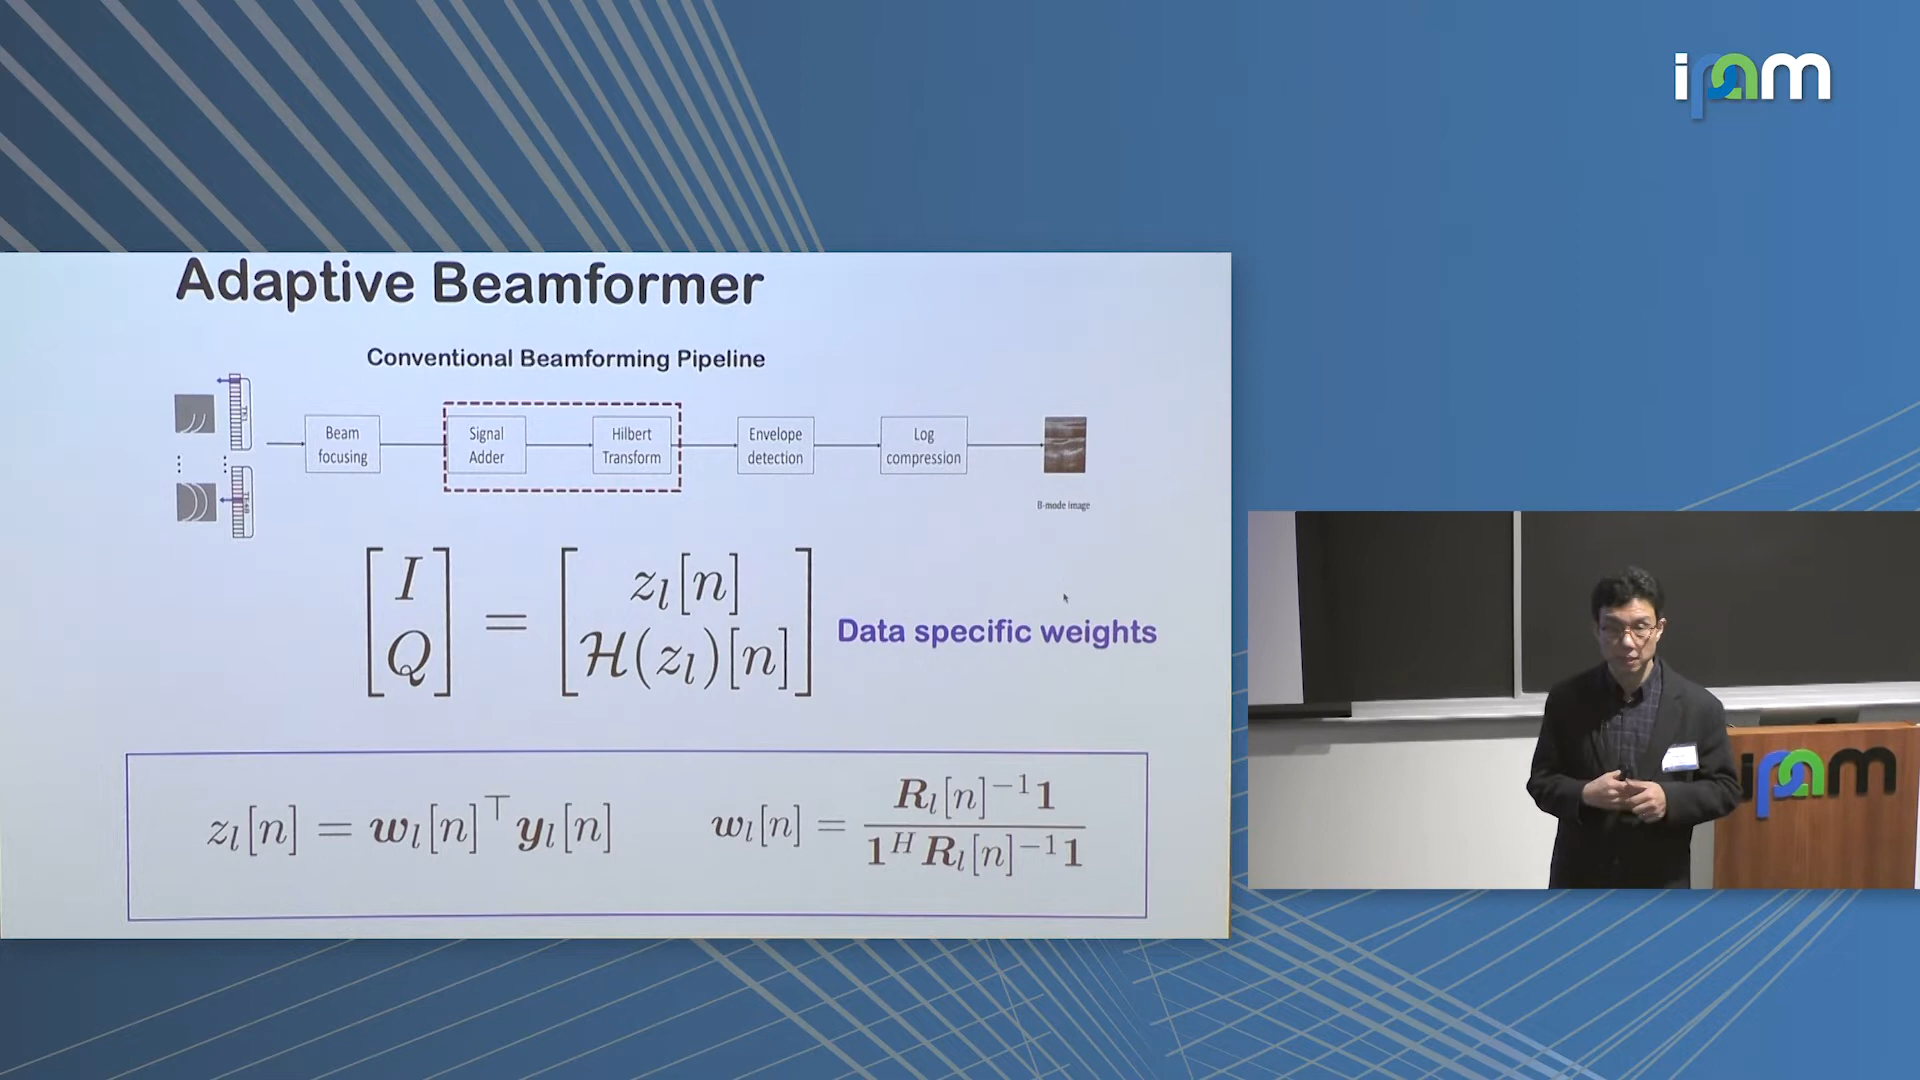 ipam
Adaptive Beamformer
Conventional Beamforming Pipeline
Beam
focusing
Signal
Adder
Hilbert
Transform
Envelope
detection
Log
compression
B-mode image
[I Q] = [z_l[n] H(z_l)[n]]
Data specific weights
z_l[n] = w_l[n]^⊤ y_l[n]
w_l[n] = R_l[n]^{-1}1 / 1^H R_l[n]^{-1}1
ipam